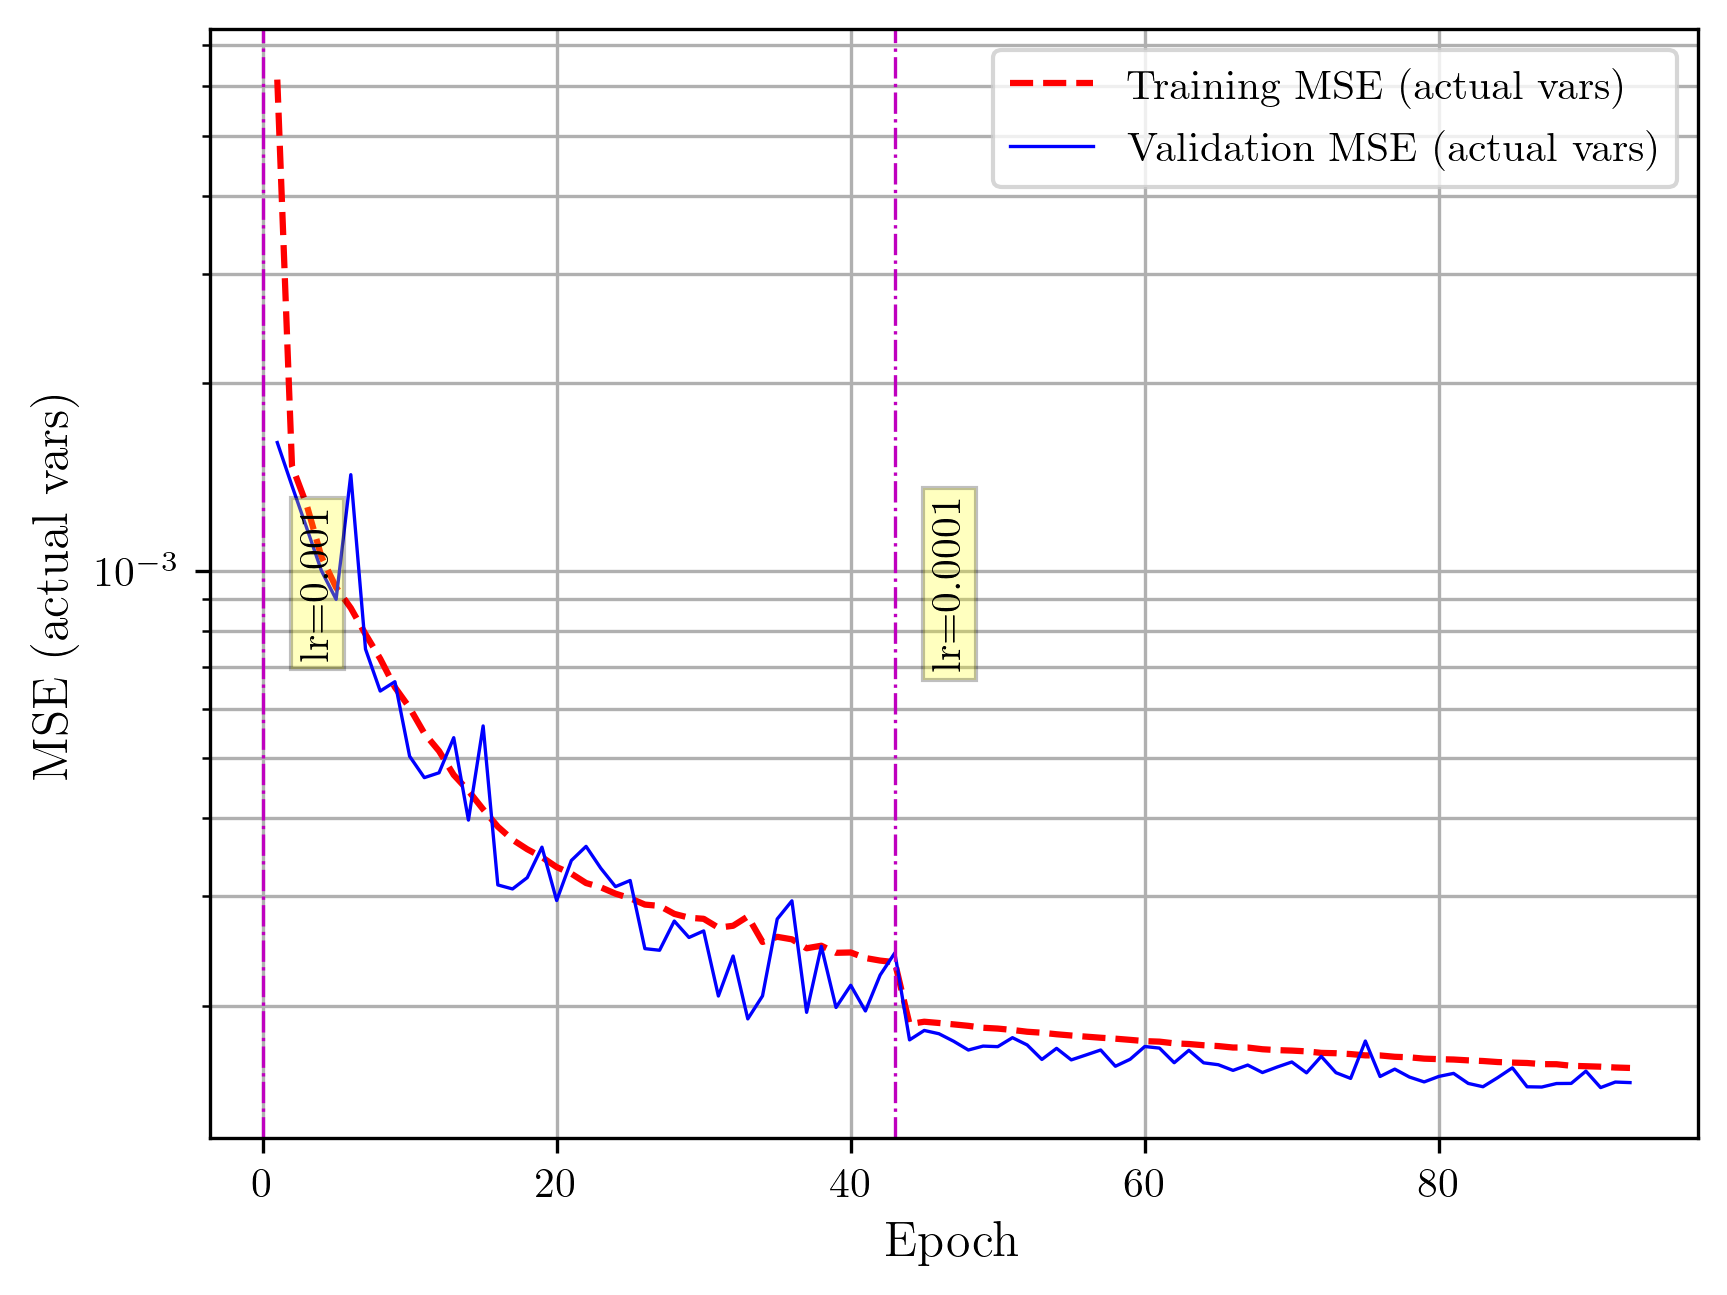 Training MSE (actual vars)
Validation MSE (actual vars)
MSE (actual vars)
10⁻³
lr=0.001
lr=0.0001
0 20 40 60 80
Epoch